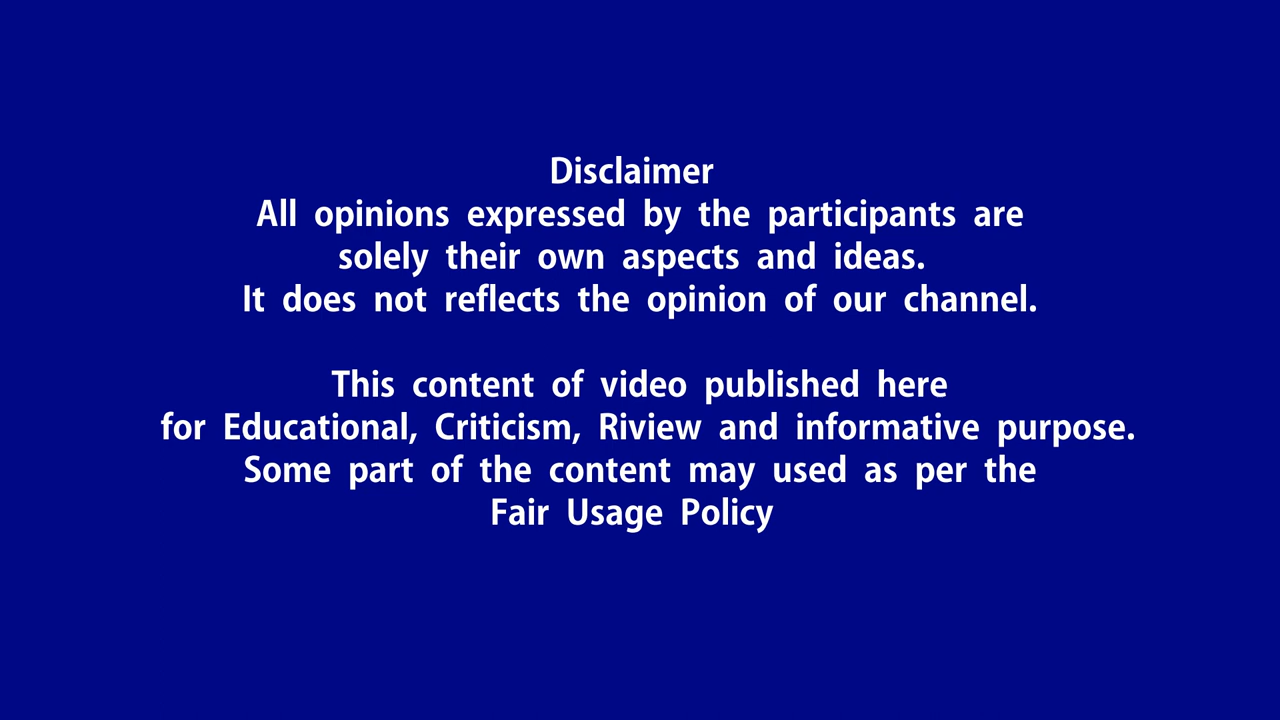 Disclaimer
All opinions expressed by the participants are
solely their own aspects and ideas.
It does not reflects the opinion of our channel.
This content of video published here
for Educational, Criticism, Riview and informative purpose.
Some part of the content may used as per the
Fair Usage Policy